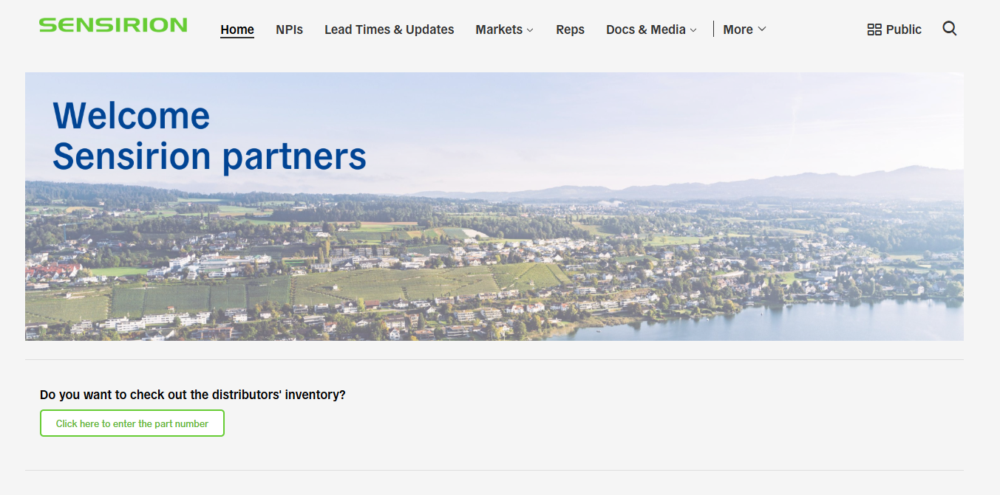 SENSIRION
Home
NPIs
Lead Times & Updates
Markets
Reps
Docs & Media
More
Public
Welcome
Sensirion partners
Do you want to check out the distributors' inventory?
Click here to enter the part number